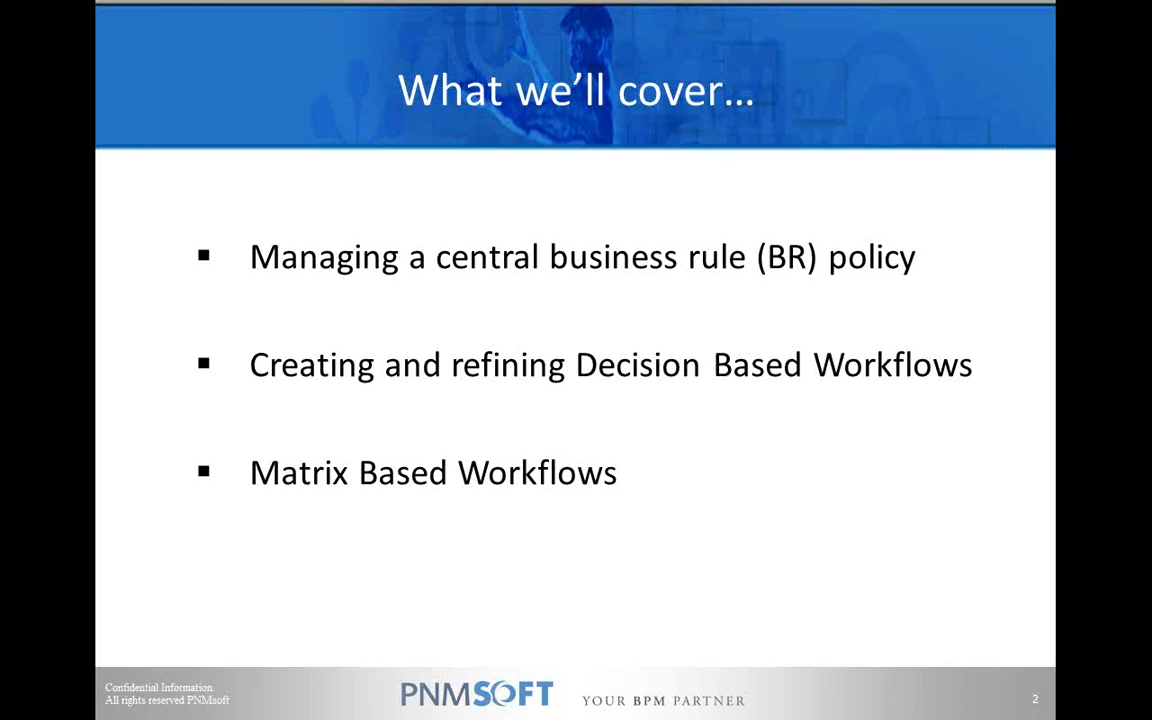 What we’ll cover…
▪ Managing a central business rule (BR) policy
▪ Creating and refining Decision Based Workflows
▪ Matrix Based Workflows
Confidential Information.
All rights reserved PNMsoft
PNMSOFT YOUR BPM PARTNER
2